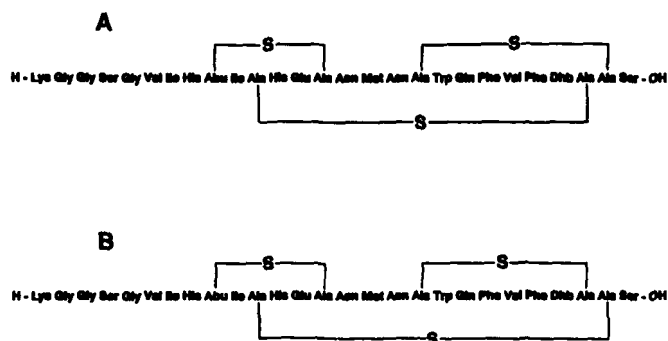 A
S S
H - Lys Gly Gly Ser Gly Val Ile His Abu Ile Ala His Glu Ala Asn Met Asn Ala Trp Gln Phe Val Phe Dhb Ala Ala Ser - OH
S
B
S S
H - Lys Gly Gly Ser Gly Val Ile His Abu Ile Ala His Glu Ala Asn Met Asn Ala Trp Gln Phe Val Phe Dhb Ala Ala Ser - OH
S